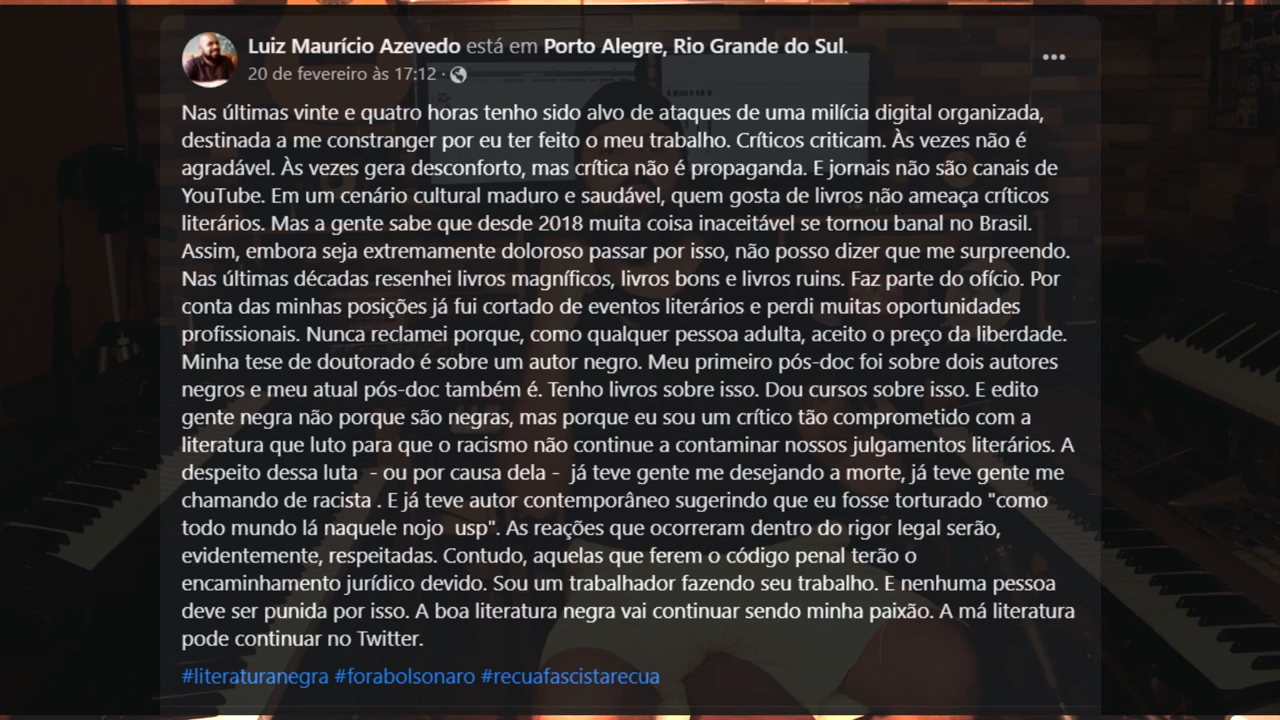 Luiz Maurício Azevedo está em Porto Alegre, Rio Grande do Sul.
20 de fevereiro às 17:12 ·
Nas últimas vinte e quatro horas tenho sido alvo de ataques de uma milícia digital organizada,
destinada a me constranger por eu ter feito o meu trabalho. Críticos criticam. Às vezes não é
agradável. Às vezes gera desconforto, mas crítica não é propaganda. E jornais não são canais de
YouTube. Em um cenário cultural maduro e saudável, quem gosta de livros não ameaça críticos
literários. Mas a gente sabe que desde 2018 muita coisa inaceitável se tornou banal no Brasil.
Assim, embora seja extremamente doloroso passar por isso, não posso dizer que me surpreendo.
Nas últimas décadas resenhei livros magníficos, livros bons e livros ruins. Faz parte do ofício. Por
conta das minhas posições já fui cortado de eventos literários e perdi muitas oportunidades
profissionais. Nunca reclamei porque, como qualquer pessoa adulta, aceito o preço da liberdade.
Minha tese de doutorado é sobre um autor negro. Meu primeiro pós-doc foi sobre dois autores
negros e meu atual pós-doc também é. Tenho livros sobre isso. Dou cursos sobre isso. E edito
gente negra não porque são negras, mas porque eu sou um crítico tão comprometido com a
literatura que luto para que o racismo não continue a contaminar nossos julgamentos literários. A
despeito dessa luta - ou por causa dela - já teve gente me desejando a morte, já teve gente me
chamando de racista . E já teve autor contemporâneo sugerindo que eu fosse torturado "como
todo mundo lá naquele nojo usp". As reações que ocorreram dentro do rigor legal serão,
evidentemente, respeitadas. Contudo, aquelas que ferem o código penal terão o
encaminhamento jurídico devido. Sou um trabalhador fazendo seu trabalho. E nenhuma pessoa
deve ser punida por isso. A boa literatura negra vai continuar sendo minha paixão. A má literatura
pode continuar no Twitter.
#literaturanegra #forabolsonaro #recuafascistarecua